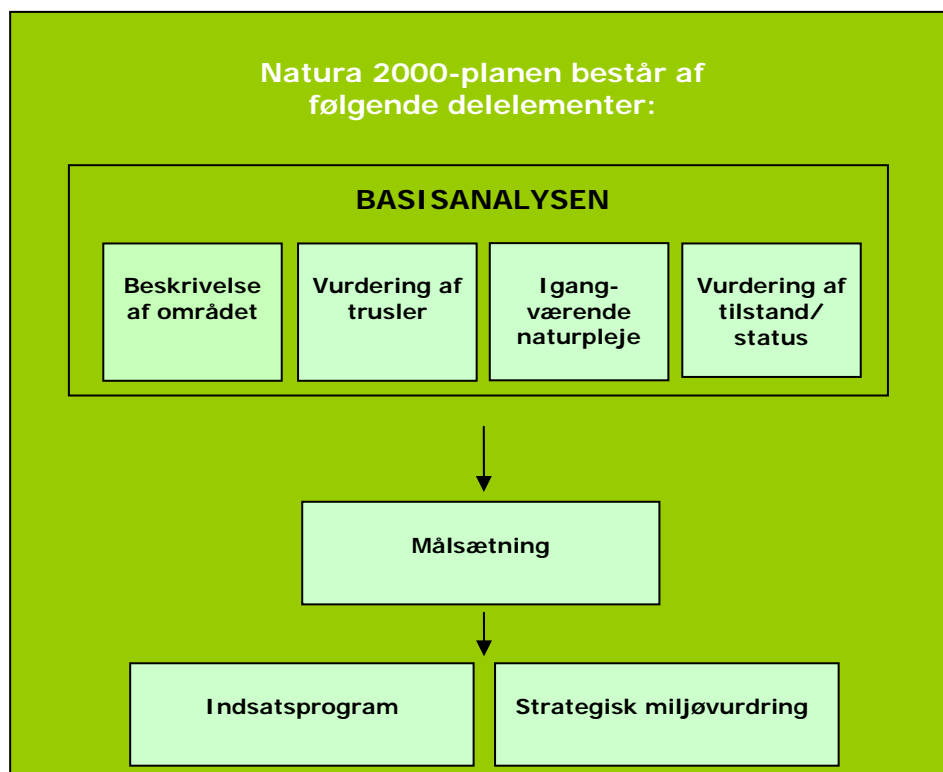 Natura 2000-planen består af
følgende delelementer:
BASISANALYSEN
Beskrivelse
af området
Vurdering af
trusler
Igang-
værende
naturpleje
Vurdering af
tilstand/
status
Målsætning
Indsatsprogram
Strategisk miljøvurdring